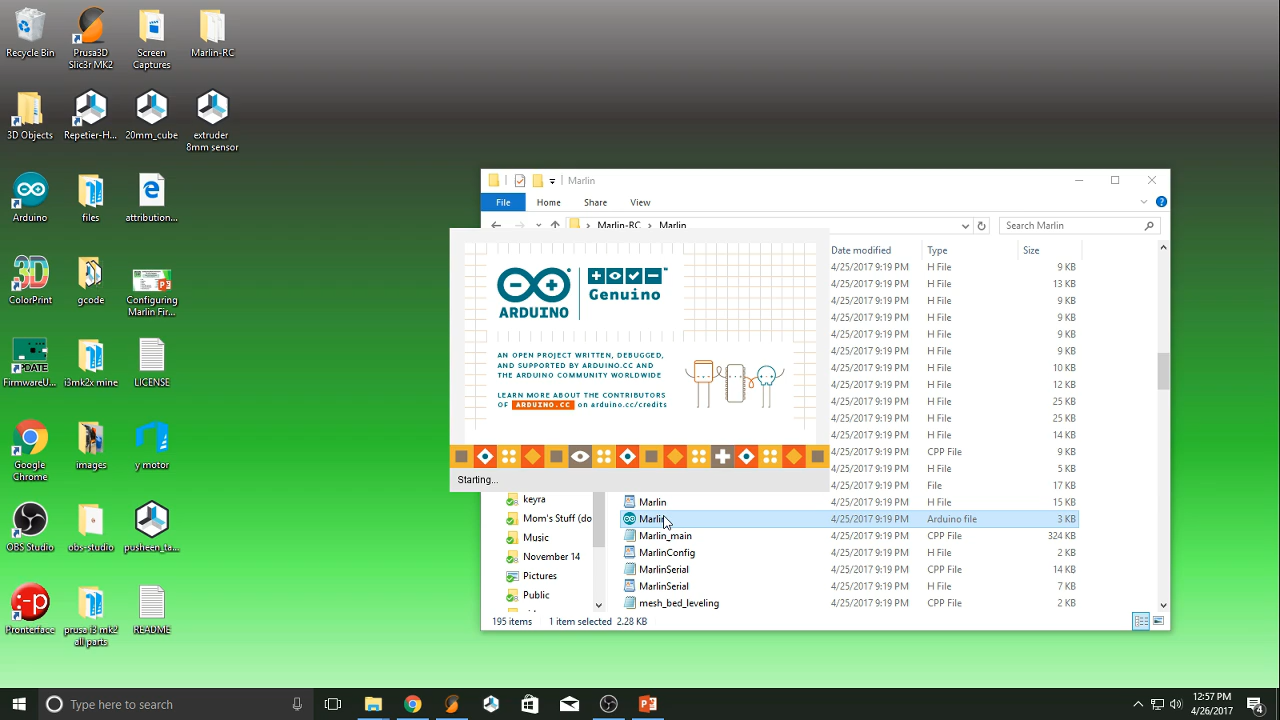 Recycle Bin
Prusa3D
Slic3r MK2
Screen
Captures
Marlin-RC
3D Objects
Repetier-H...
20mm_cube
extruder
8mm sensor
Arduino
files
attribution...
ColorPrint
gcode
Configuring
Marlin Fir...
UPDATE
FirmwareU...
i3mk2x mine
LICENSE
Google
Chrome
images
y motor
OBS Studio
obs-studio
pusheen_ta...
Pronterface
prusa i3 mk2
all parts
README
Marlin
File
Home
Share
View
Marlin-RC > Marlin
Search Marlin
Date modified
Type
Size
4/25/2017 9:19 PM H File 9 KB
4/25/2017 9:19 PM H File 13 KB
4/25/2017 9:19 PM H File 9 KB
4/25/2017 9:19 PM H File 9 KB
4/25/2017 9:19 PM H File 9 KB
4/25/2017 9:19 PM H File 9 KB
4/25/2017 9:19 PM H File 10 KB
4/25/2017 9:19 PM H File 12 KB
4/25/2017 9:19 PM H File 25 KB
4/25/2017 9:19 PM H File 25 KB
4/25/2017 9:19 PM H File 14 KB
4/25/2017 9:19 PM CPP File 9 KB
4/25/2017 9:19 PM H File 5 KB
4/25/2017 9:19 PM File 17 KB
Marlin 4/25/2017 9:19 PM H File 15 KB
Marlin 4/25/2017 9:19 PM Arduino file 3 KB
Marlin_main 4/25/2017 9:19 PM CPP File 324 KB
MarlinConfig 4/25/2017 9:19 PM H File 2 KB
MarlinSerial 4/25/2017 9:19 PM CPP File 14 KB
MarlinSerial 4/25/2017 9:19 PM H File 7 KB
mesh_bed_leveling 4/25/2017 9:19 PM CPP File 2 KB
keyra
Mom's Stuff (do
Music
November 14
Pictures
Public
195 items 1 item selected 2.28 KB
ARDUINO
Genuino
AN OPEN PROJECT WRITTEN, DEBUGGED,
AND SUPPORTED BY ARDUINO.CC AND
THE ARDUINO COMMUNITY WORLDWIDE
LEARN MORE ABOUT THE CONTRIBUTORS
OF ARDUINO.CC on arduino.cc/credits
Starting...
Type here to search
12:57 PM
4/26/2017
4